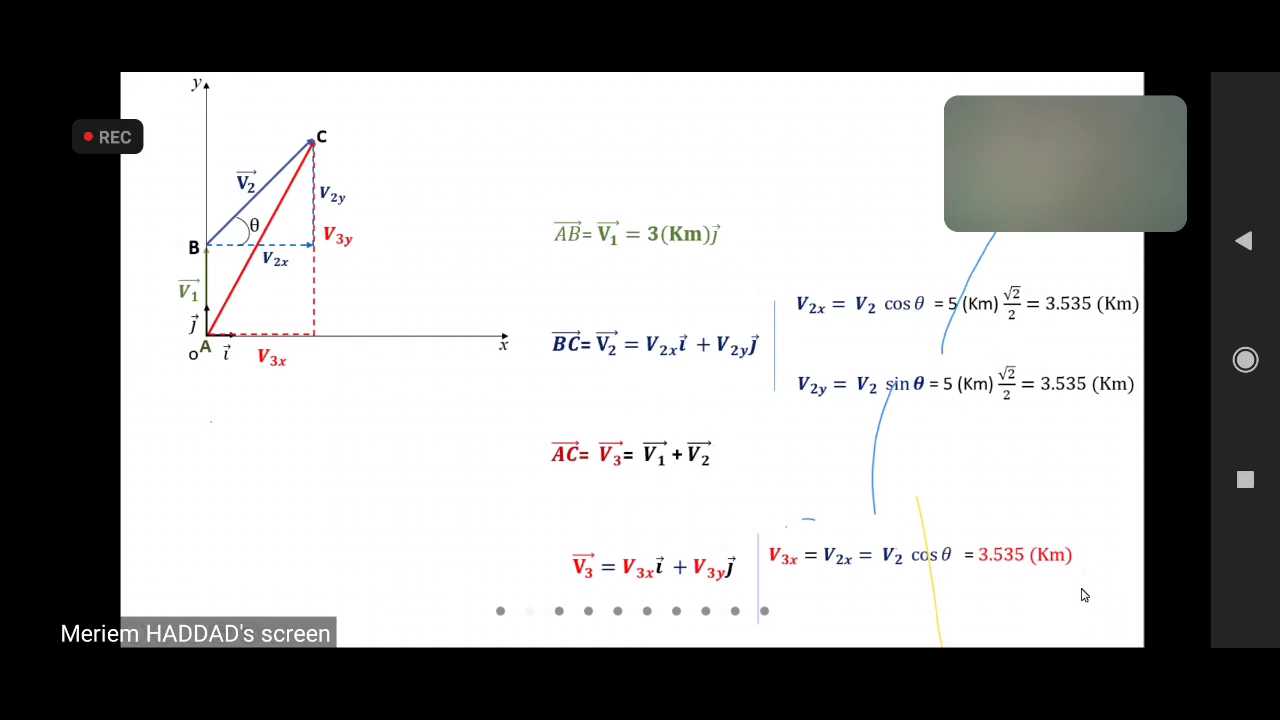 y
REC
C
V₂⃗
V₂y
θ
V₃y
B
V₂x
V₁⃗
j⃗
o A
i⃗
V₃x
x
AB⃗= V₁⃗ = 3(Km)j⃗
V₂x = V₂ cos θ = 5 (Km) √2/2 = 3.535 (Km)
BC⃗= V₂⃗ = V₂x i⃗ + V₂y j⃗
V₂y = V₂ sin θ = 5 (Km) √2/2 = 3.535 (Km)
AC⃗= V₃⃗= V₁⃗ + V₂⃗
V₃⃗ = V₃x i⃗ + V₃y j⃗
V₃x = V₂x = V₂ cos θ = 3.535 (Km)
Meriem HADDAD's screen